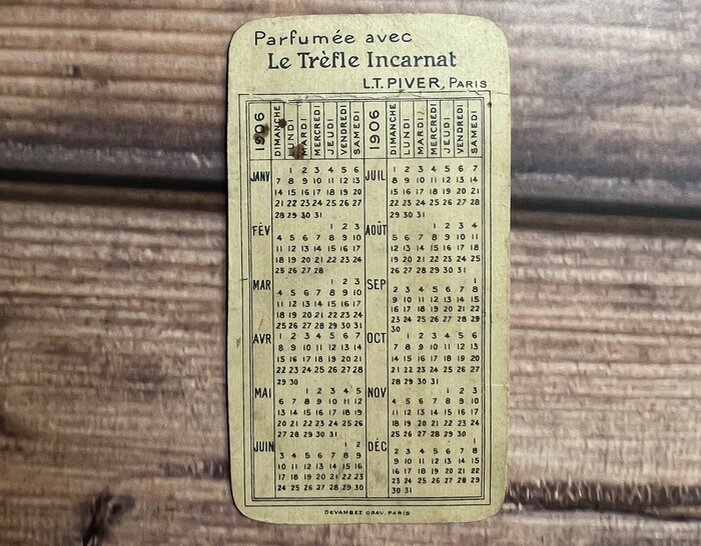 Parfumée avec
Le Trèfle Incarnat
L.T. PIVER, PARIS
1906 DIMANCHE LUNDI MARDI MERCREDI JEUDI VENDREDI SAMEDI
JANV 1 2 3 4 5 6
7 8 9 10 11 12 13
14 15 16 17 18 19 20
21 22 23 24 25 26 27
28 29 30 31
FÉV 1 2 3
4 5 6 7 8 9 10
11 12 13 14 15 16 17
18 19 20 21 22 23 24
25 26 27 28
MAR 1 2 3
4 5 6 7 8 9 10
11 12 13 14 15 16 17
18 19 20 21 22 23 24
25 26 27 28 29 30 31
AVR 1 2 3 4 5 6 7
8 9 10 11 12 13 14
15 16 17 18 19 20 21
22 23 24 25 26 27 28
29 30
MAI 1 2 3 4 5
6 7 8 9 10 11 12
13 14 15 16 17 18 19
20 21 22 23 24 25 26
27 28 29 30 31
JUIN 1 2
3 4 5 6 7 8 9
10 11 12 13 14 15 16
17 18 19 20 21 22 23
24 25 26 27 28 29 30
1906 DIMANCHE LUNDI MARDI MERCREDI JEUDI VENDREDI SAMEDI
JUIL 1 2 3 4 5 6 7
8 9 10 11 12 13 14
15 16 17 18 19 20 21
22 23 24 25 26 27 28
29 30 31
AOÛT 1 2 3 4
5 6 7 8 9 10 11
12 13 14 15 16 17 18
19 20 21 22 23 24 25
26 27 28 29 30 31
SEP 1
2 3 4 5 6 7 8
9 10 11 12 13 14 15
16 17 18 19 20 21 22
23 24 25 26 27 28 29
30
OCT 1 2 3 4 5 6
7 8 9 10 11 12 13
14 15 16 17 18 19 20
21 22 23 24 25 26 27
28 29 30 31
NOV 1 2 3
4 5 6 7 8 9 10
11 12 13 14 15 16 17
18 19 20 21 22 23 24
25 26 27 28 29 30
DÉC 1
2 3 4 5 6 7 8
9 10 11 12 13 14 15
16 17 18 19 20 21 22
23 24 25 26 27 28 29
30 31
DEVAMBEZ GRAV. PARIS